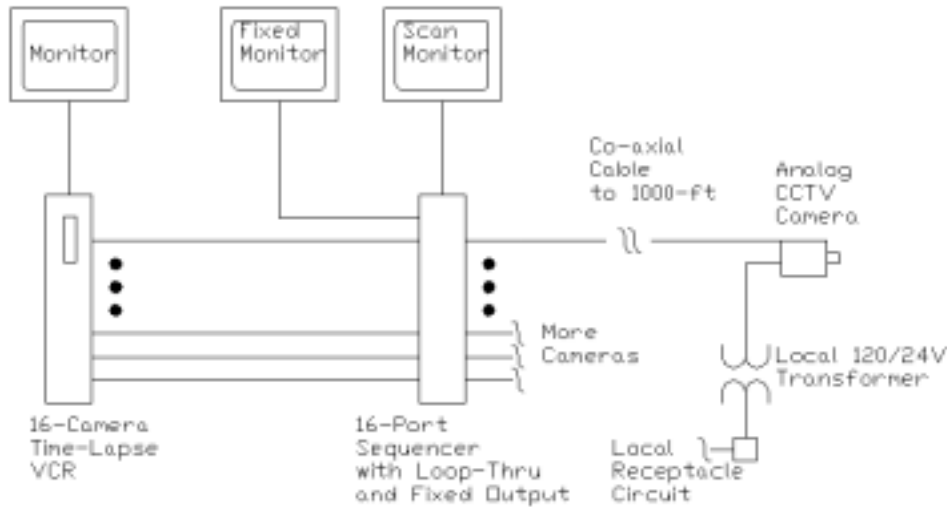 Monitor
Fixed
Monitor
Scan
Monitor
Co-axial
Cable
to 1000-ft
Analog
CCTV
Camera
More
Cameras
Local 120/24V
Transformer
16-Camera
Time-Lapse
VCR
16-Port
Sequencer
with Loop-Thru
and Fixed Output
Local
Receptacle
Circuit